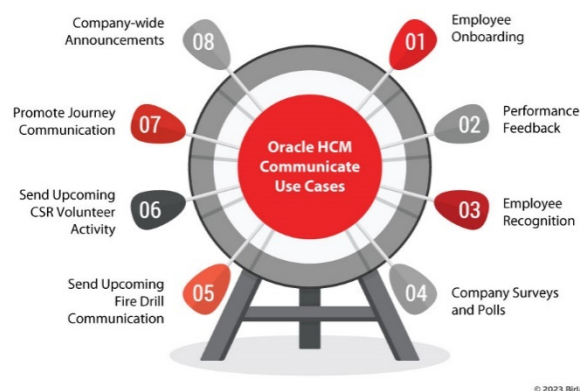 Oracle HCM
Communicate
Use Cases
01
Employee
Onboarding
02
Performance
Feedback
03
Employee
Recognition
04
Company Surveys
and Polls
05
Send Upcoming
Fire Drill
Communication
06
Send Upcoming
CSR Volunteer
Activity
07
Promote Journey
Communication
08
Company-wide
Announcements
© 2023